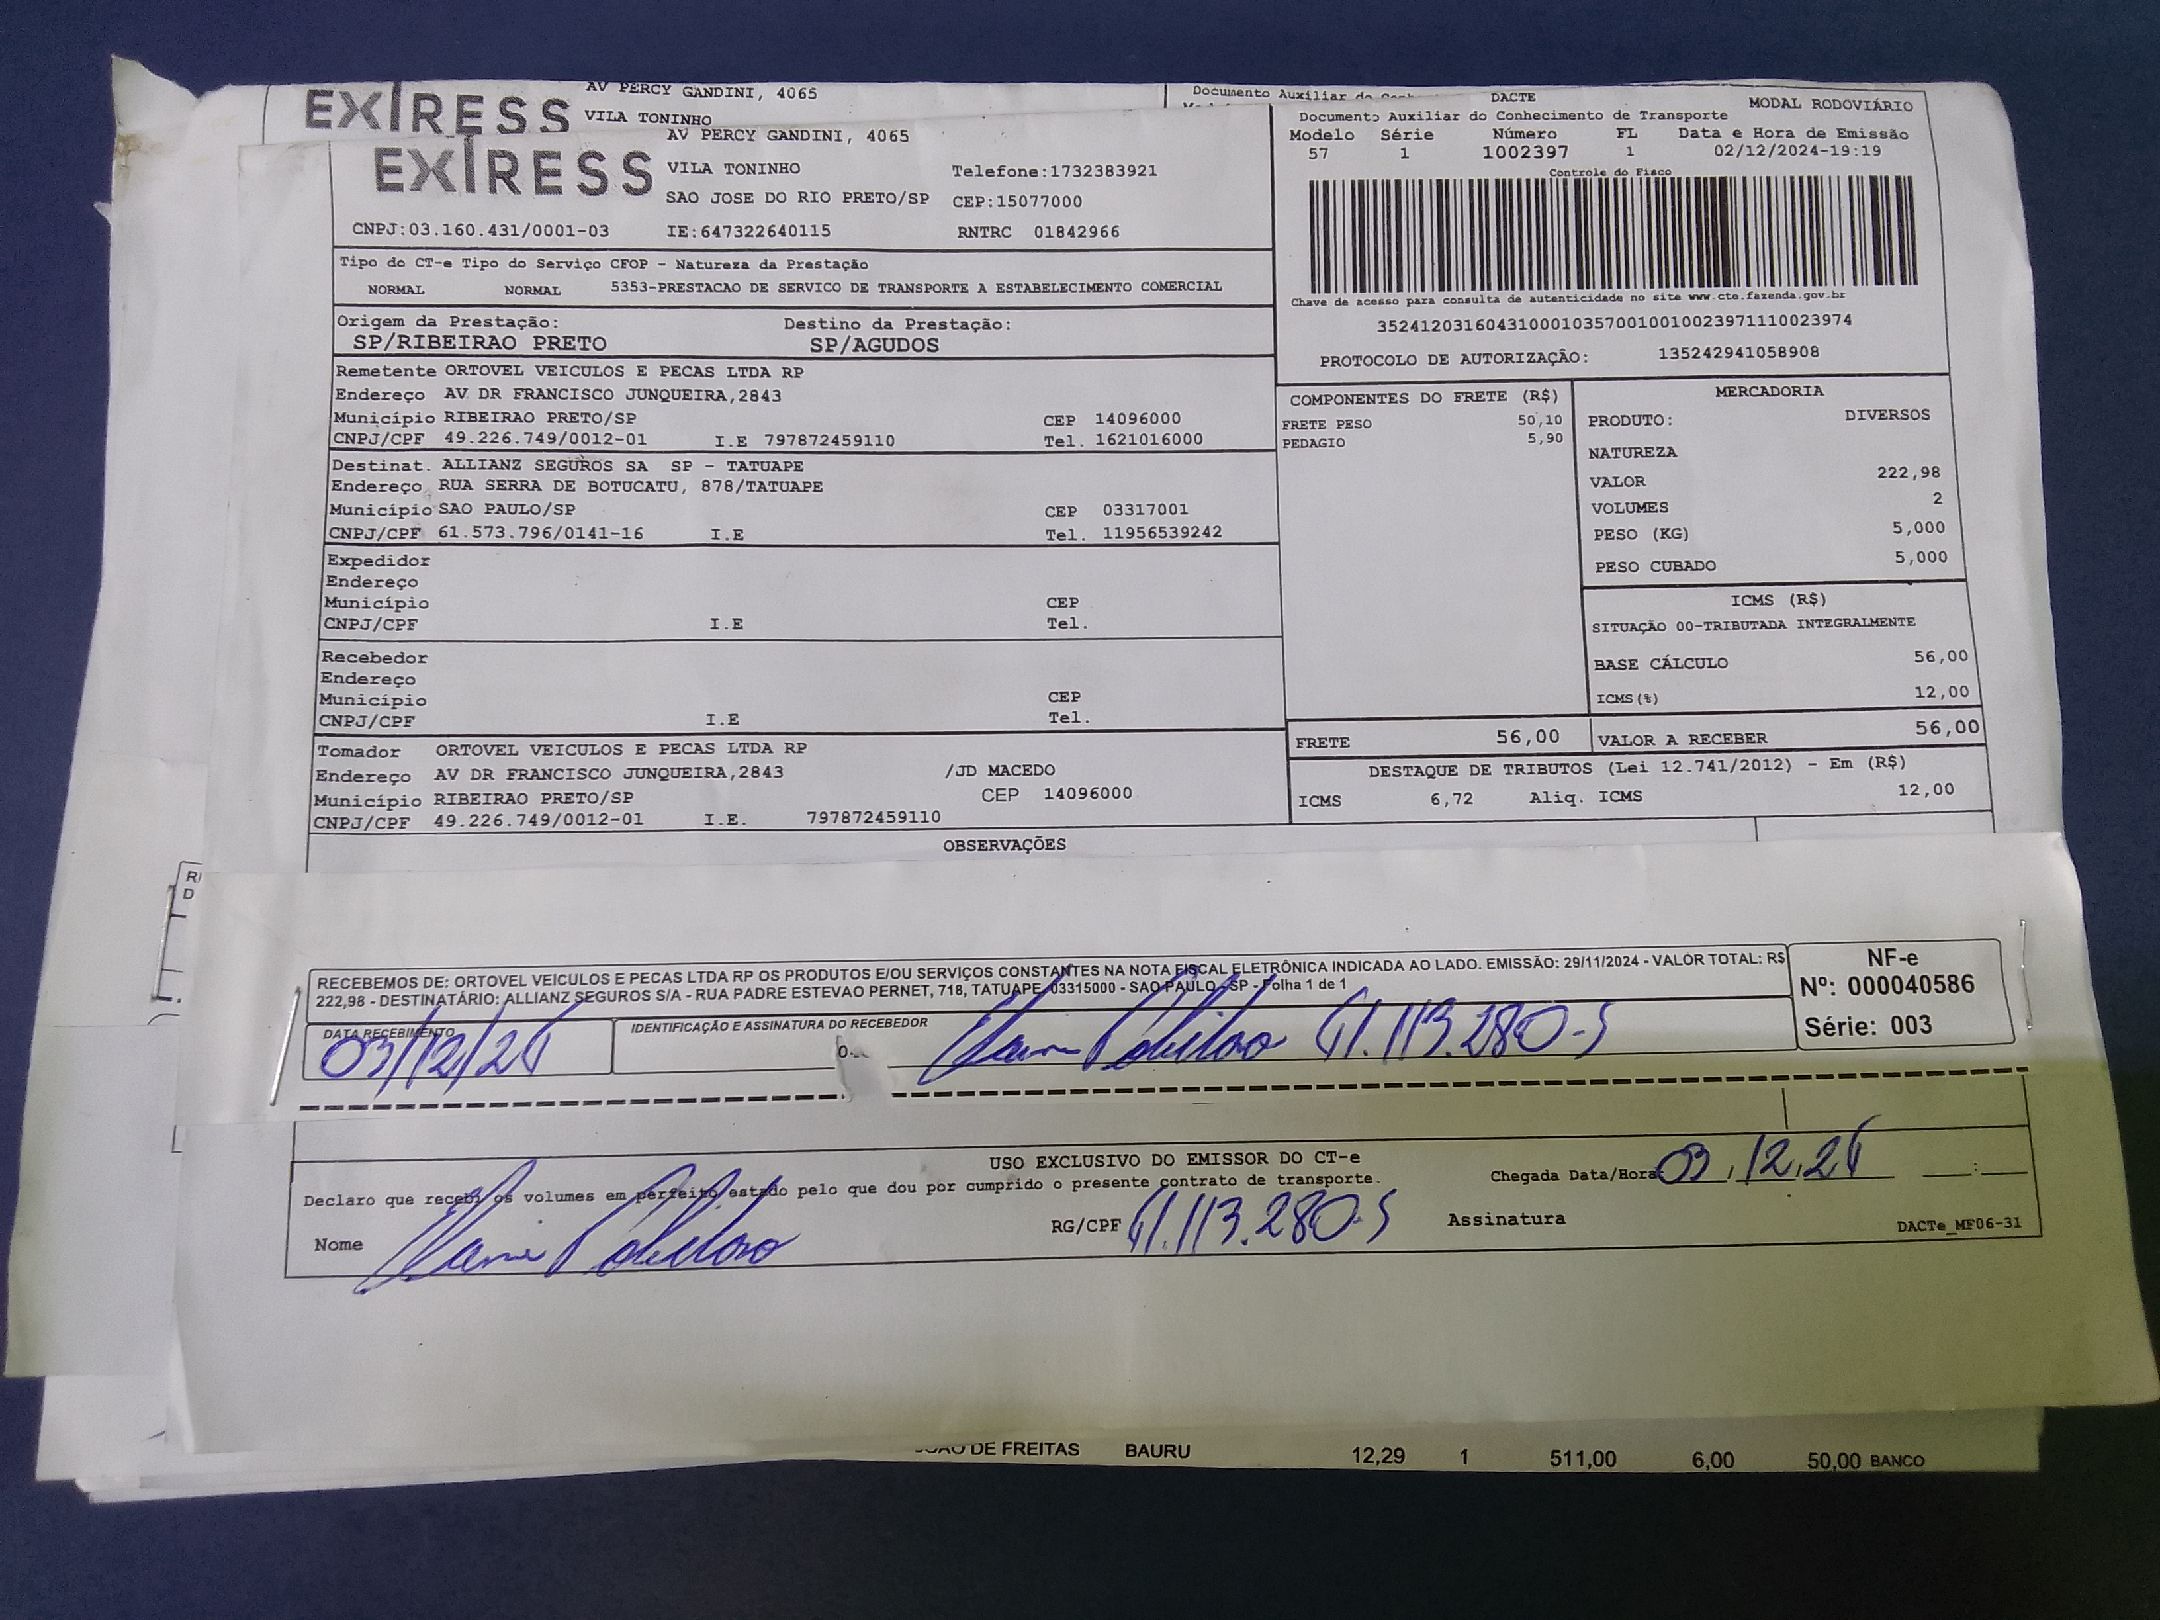 EXIRESS
AV PERCY GANDINI, 4065
VILA TONINHO
Documento Auxiliar do
EXIRESS
AV PERCY GANDINI, 4065
VILA TONINHO
Telefone:1732383921
SAO JOSE DO RIO PRETO/SP CEP:15077000
CNPJ:03.160.431/0001-03 IE:647322640115 RNTRC 01842966
DACTE MODAL RODOVIÁRIO
Documento Auxiliar do Conhecimento de Transporte
Modelo Série Número FL Data e Hora de Emissão
57 1 1002397 1 02/12/2024-19:19
Controle do Fisco
Chave de acesso para consulta de autenticidade no site www.cte.fazenda.gov.br
35241203160431000103570010010023971110023974
PROTOCOLO DE AUTORIZAÇÃO: 135242941058908
Tipo do CT-e Tipo do Serviço CFOP - Natureza da Prestação
NORMAL NORMAL 5353-PRESTACAO DE SERVICO DE TRANSPORTE A ESTABELECIMENTO COMERCIAL
Origem da Prestação: Destino da Prestação:
SP/RIBEIRAO PRETO SP/AGUDOS
Remetente ORTOVEL VEICULOS E PECAS LTDA RP
Endereço AV DR FRANCISCO JUNQUEIRA,2843
Município RIBEIRAO PRETO/SP CEP 14096000
CNPJ/CPF 49.226.749/0012-01 I.E 797872459110 Tel. 1621016000
Destinat. ALLIANZ SEGUROS SA SP - TATUAPE
Endereço RUA SERRA DE BOTUCATU, 878/TATUAPE
Município SAO PAULO/SP CEP 03317001
CNPJ/CPF 61.573.796/0141-16 I.E Tel. 11956539242
Expedidor
Endereço
Município CEP
CNPJ/CPF I.E Tel.
Recebedor
Endereço
Município CEP
CNPJ/CPF I.E Tel.
Tomador ORTOVEL VEICULOS E PECAS LTDA RP
Endereço AV DR FRANCISCO JUNQUEIRA,2843 /JD MACEDO
Município RIBEIRAO PRETO/SP CEP 14096000
CNPJ/CPF 49.226.749/0012-01 I.E. 797872459110
COMPONENTES DO FRETE (R$)
FRETE PESO 50,10
PEDAGIO 5,90
MERCADORIA
PRODUTO: DIVERSOS
NATUREZA
VALOR 222,98
VOLUMES 2
PESO (KG) 5,000
PESO CUBADO 5,000
ICMS (R$)
SITUAÇÃO 00-TRIBUTADA INTEGRALMENTE
BASE CÁLCULO 56,00
ICMS(%) 12,00
FRETE 56,00 VALOR A RECEBER 56,00
DESTAQUE DE TRIBUTOS (Lei 12.741/2012) - Em (R$)
ICMS 6,72 Aliq. ICMS 12,00
OBSERVAÇÕES
RECEBEMOS DE: ORTOVEL VEICULOS E PECAS LTDA RP OS PRODUTOS E/OU SERVIÇOS CONSTANTES NA NOTA FISCAL ELETRÔNICA INDICADA AO LADO. EMISSÃO: 29/11/2024 - VALOR TOTAL: R$
222,98 - DESTINATÁRIO: ALLIANZ SEGUROS S/A - RUA PADRE ESTEVAO PERNET, 718, TATUAPE, 03315000 - SAO PAULO - SP - Folha 1 de 1
NF-e
Nº: 000040586
Série: 003
DATA RECEBIMENTO IDENTIFICAÇÃO E ASSINATURA DO RECEBEDOR
03/12/24 41.113.280-5
USO EXCLUSIVO DO EMISSOR DO CT-e
Declaro que recebi os volumes em perfeito estado pelo que dou por cumprido o presente contrato de transporte.
Chegada Data/Hora 03,12,24 :
Nome RG/CPF 41.113.280-5 Assinatura DACTe_MF06-31
DE FREITAS BAURU 12,29 1 511,00 6,00 50,00 BANCO